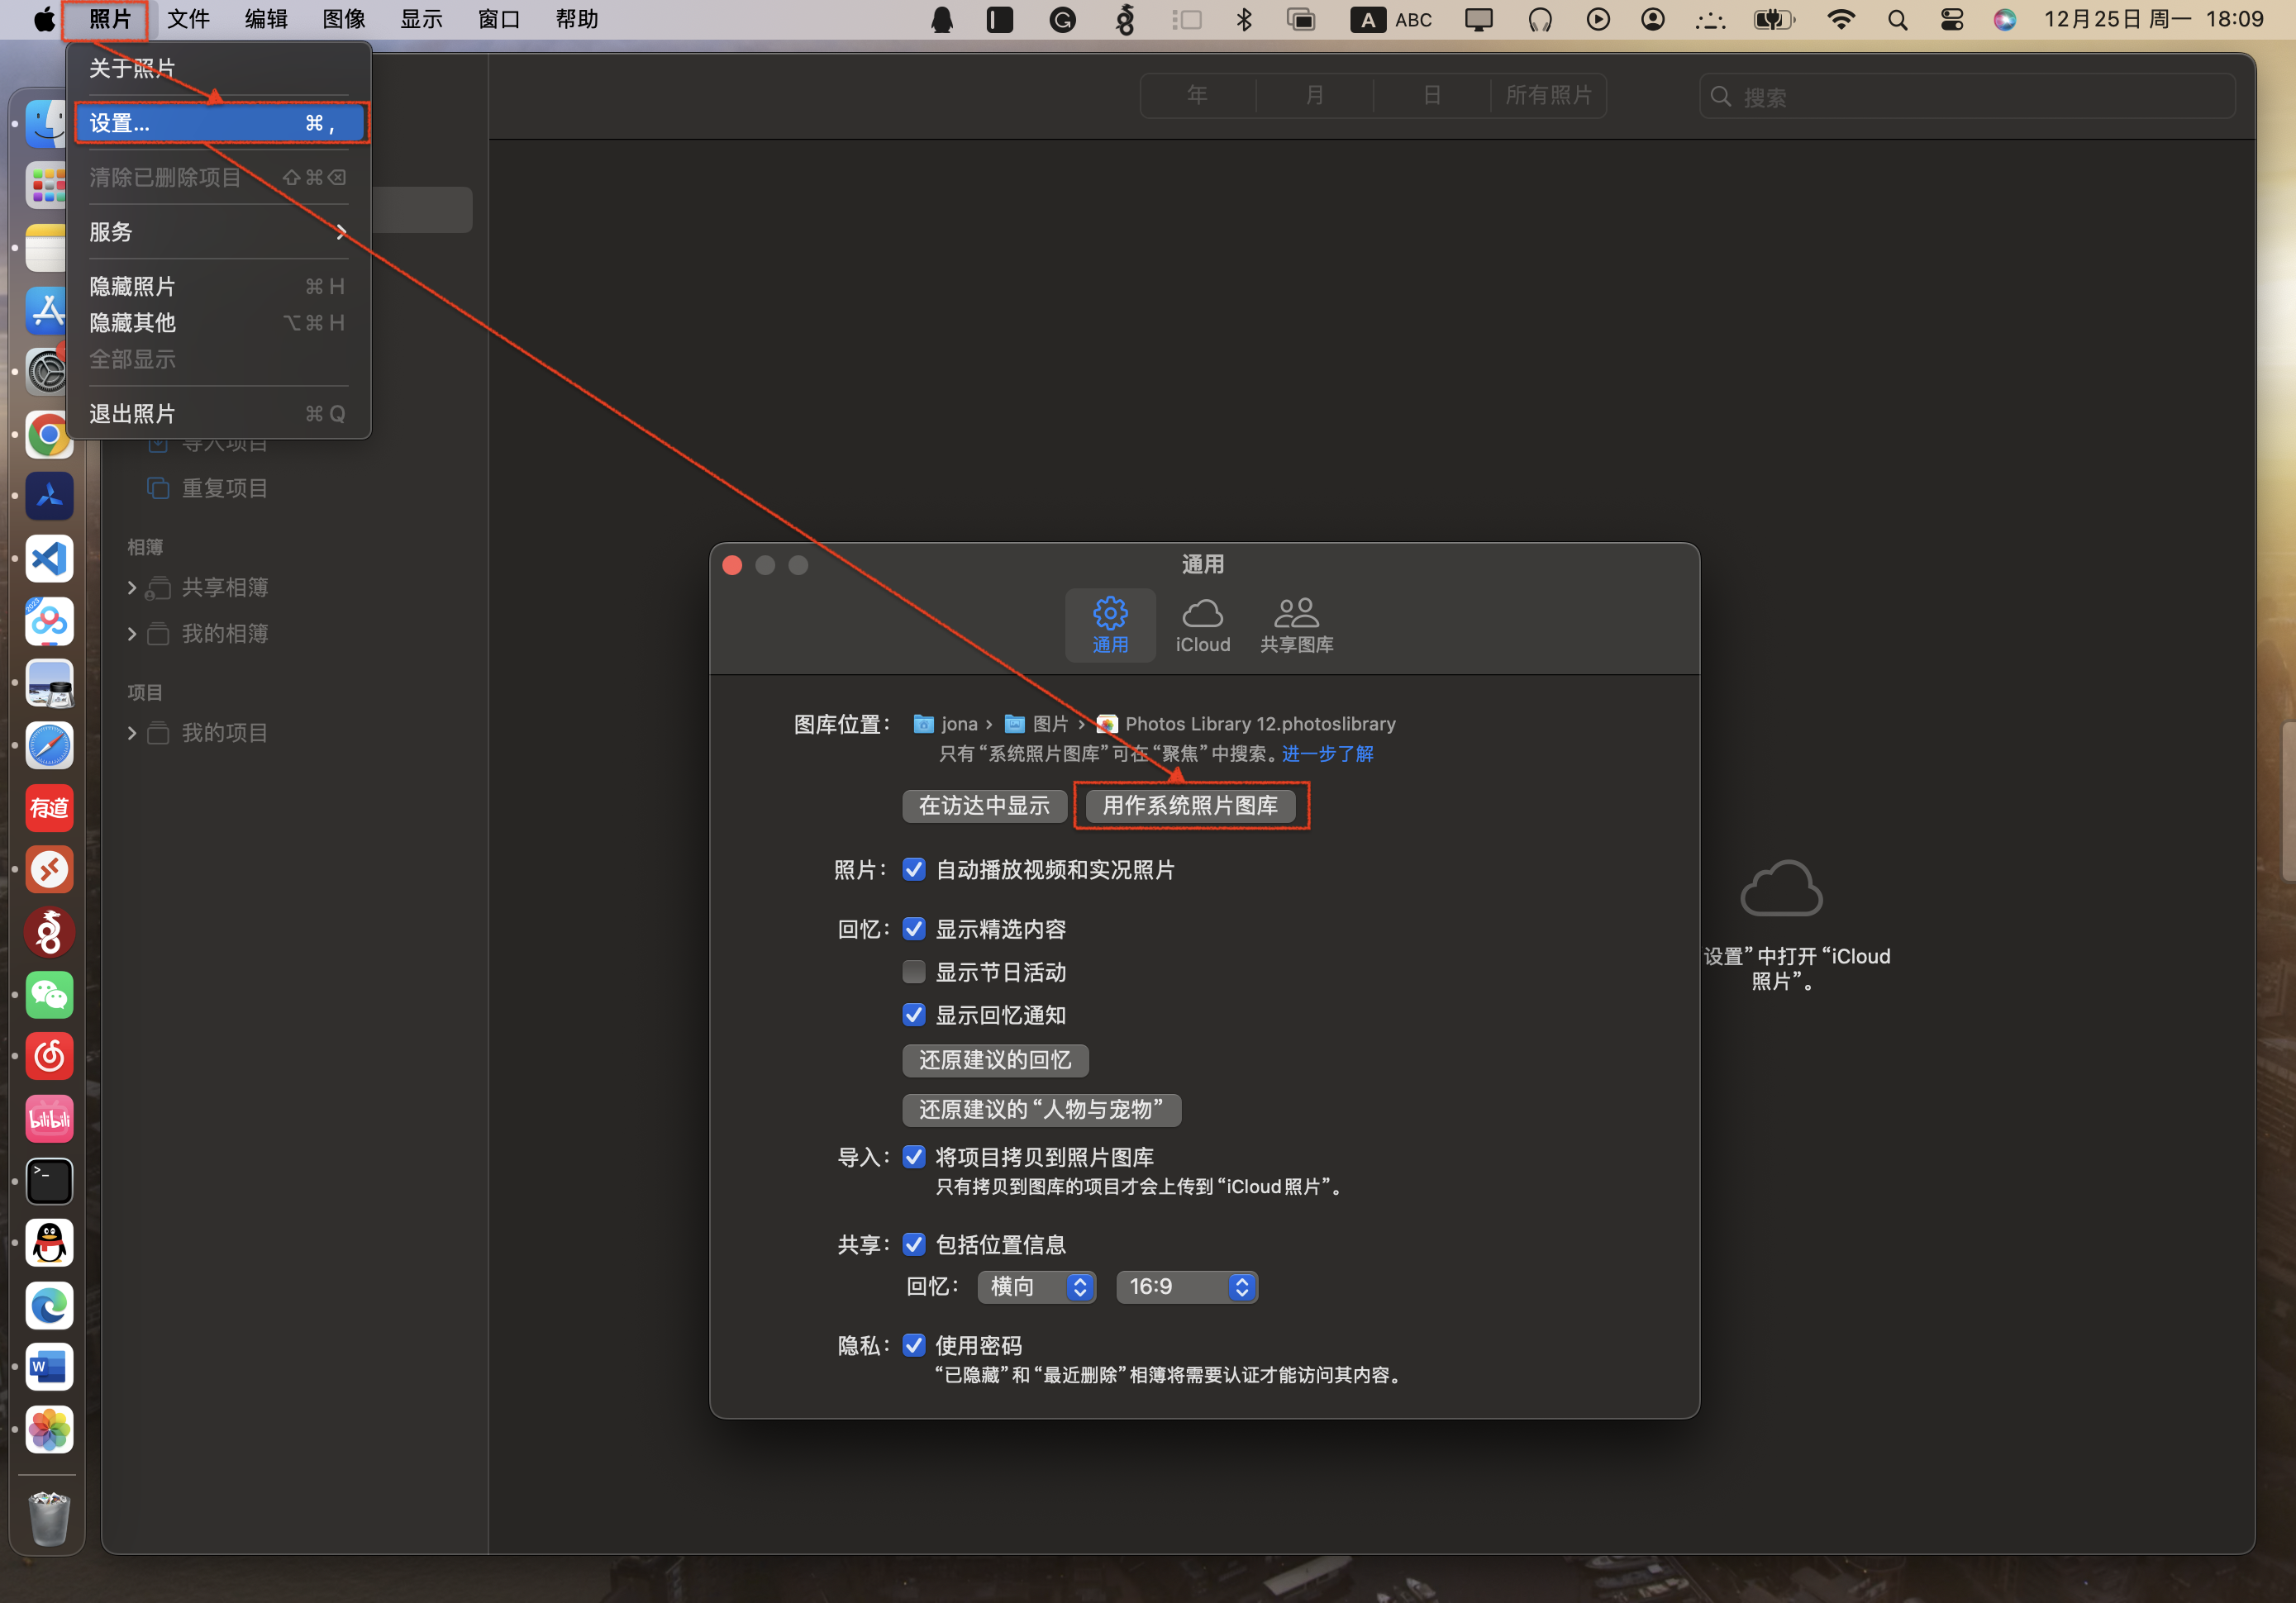 照片 文件 编辑 图像 显示 窗口 帮助 A ABC 12月25日 周一 18:09
关于照片
设置... ⌘ ,
清除已删除项目 ⇧⌘⌫
服务
隐藏照片 ⌘ H
隐藏其他 ⌥⌘ H
全部显示
退出照片 ⌘ Q
导入项目
重复项目
相簿
共享相簿
我的相簿
项目
我的项目
年 月 日 所有照片
搜索
通用
通用 iCloud 共享图库
图库位置： jona › 图片 › Photos Library 12.photoslibrary
只有“系统照片图库”可在“聚焦”中搜索。进一步了解
在访达中显示 用作系统照片图库
照片： 自动播放视频和实况照片
回忆： 显示精选内容
显示节日活动
显示回忆通知
还原建议的回忆
还原建议的“人物与宠物”
导入： 将项目拷贝到照片图库
只有拷贝到图库的项目才会上传到“iCloud照片”。
共享： 包括位置信息
回忆： 横向 16:9
隐私： 使用密码
“已隐藏”和“最近删除”相簿将需要认证才能访问其内容。
设置”中打开“iCloud
照片”。
2023
有道
bilibili
>_
W